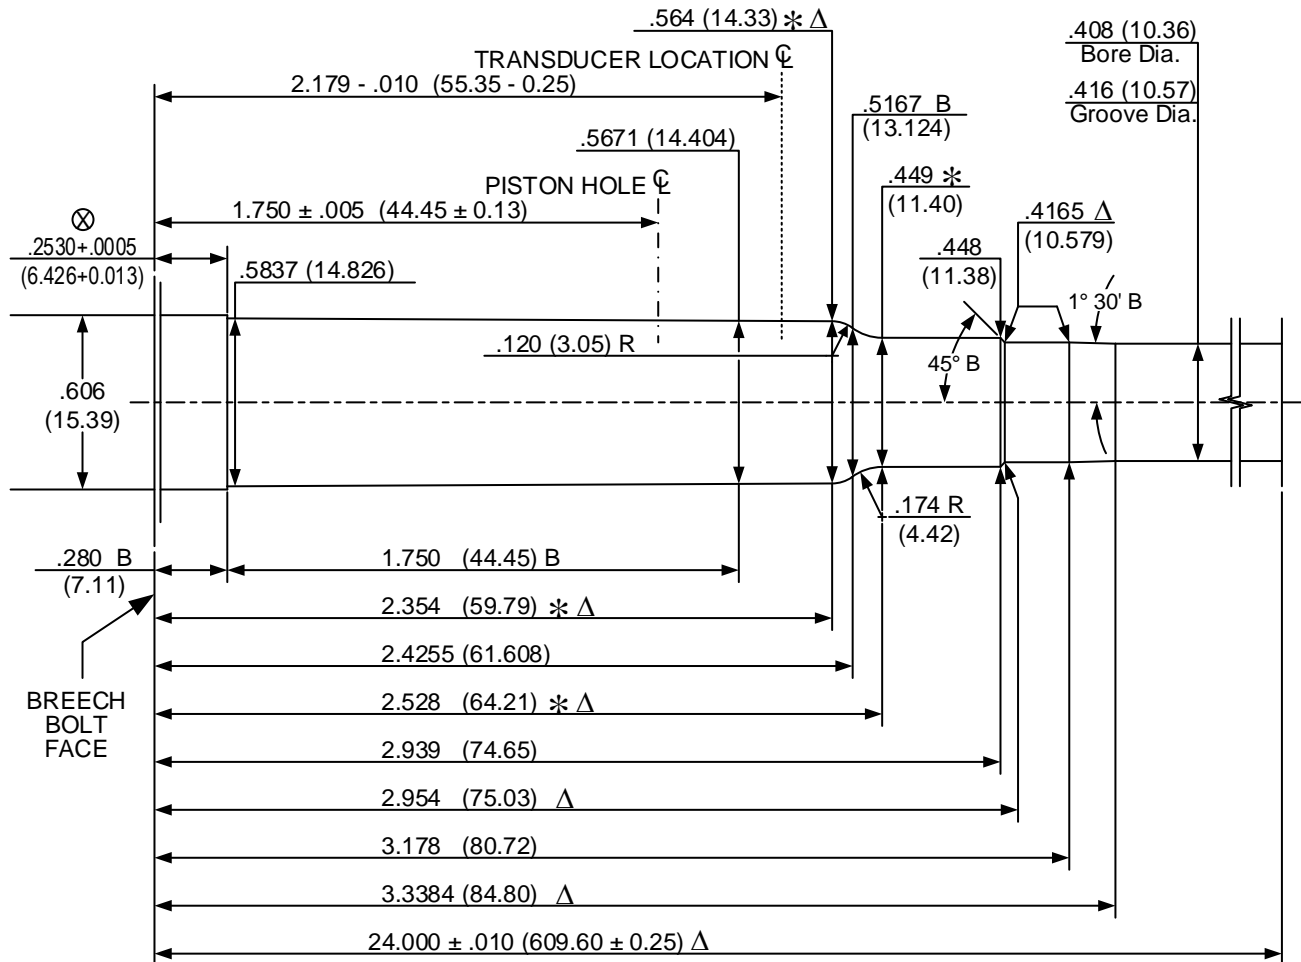 .564 (14.33) ✻ Δ
.408 (10.36)
Bore Dia.
TRANSDUCER LOCATION ℄
2.179 - .010 (55.35 - 0.25)
.416 (10.57)
Groove Dia.
.5167 B
(13.124)
.5671 (14.404)
PISTON HOLE ℄
.449 ✻
(11.40)
1.750 ± .005 (44.45 ± 0.13)
.4165 Δ
(10.579)
⊗
.2530+.0005
(6.426+0.013)
.5837 (14.826)
.448
(11.38)
1° 30' B
.120 (3.05) R
45° B
.606
(15.39)
.174 R
(4.42)
.280 B
(7.11)
1.750 (44.45) B
2.354 (59.79) ✻ Δ
2.4255 (61.608)
BREECH
BOLT
FACE
2.528 (64.21) ✻ Δ
2.939 (74.65)
2.954 (75.03) Δ
3.178 (80.72)
3.3384 (84.80) Δ
24.000 ± .010 (609.60 ± 0.25) Δ